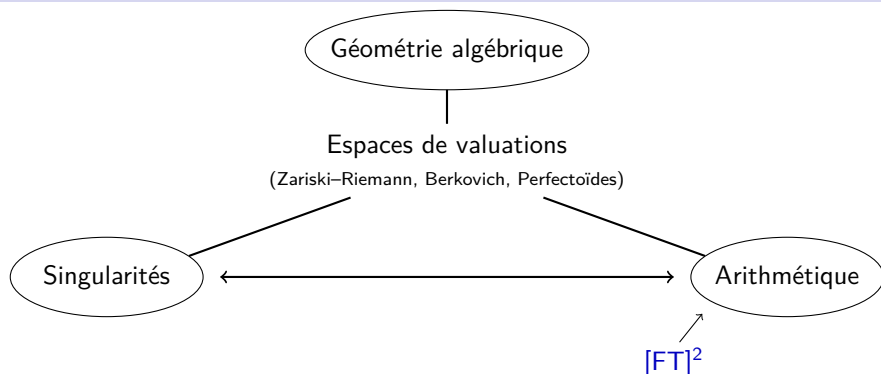 Géométrie algébrique
Espaces de valuations
(Zariski–Riemann, Berkovich, Perfectoïdes)
Singularités
Arithmétique
[FT]²